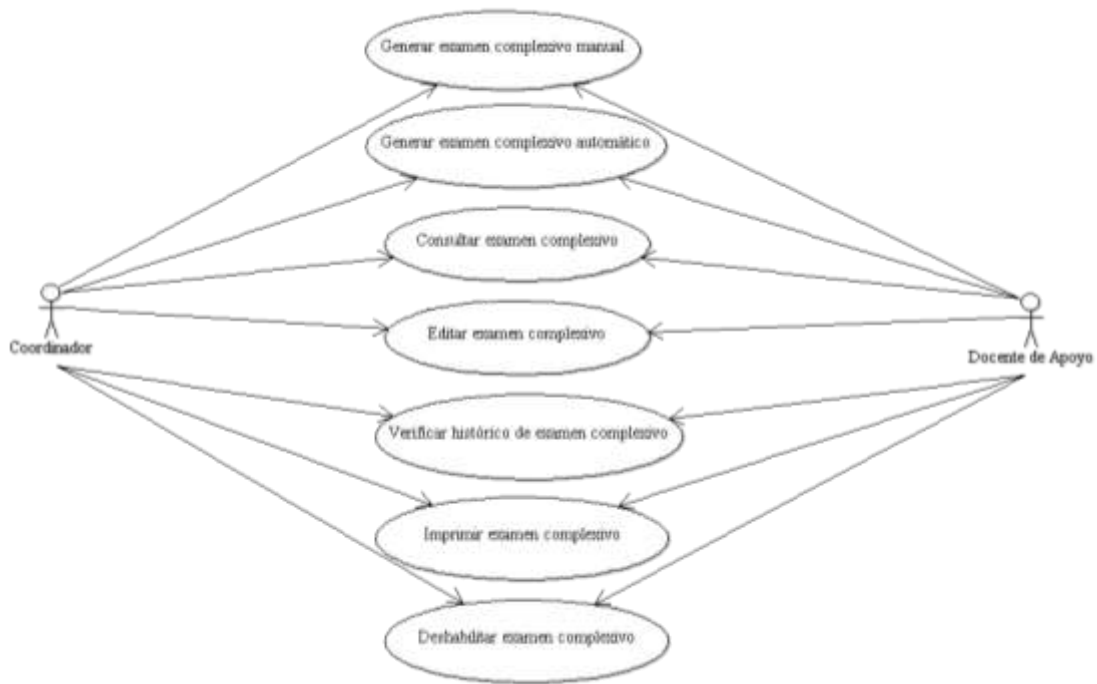 Generar examen complexivo manual
Generar examen complexivo automático
Consultar examen complexivo
Editar examen complexivo
Coordinador
Docente de Apoyo
Verificar histórico de examen complexivo
Imprimir examen complexivo
Deshabilitar examen complexivo